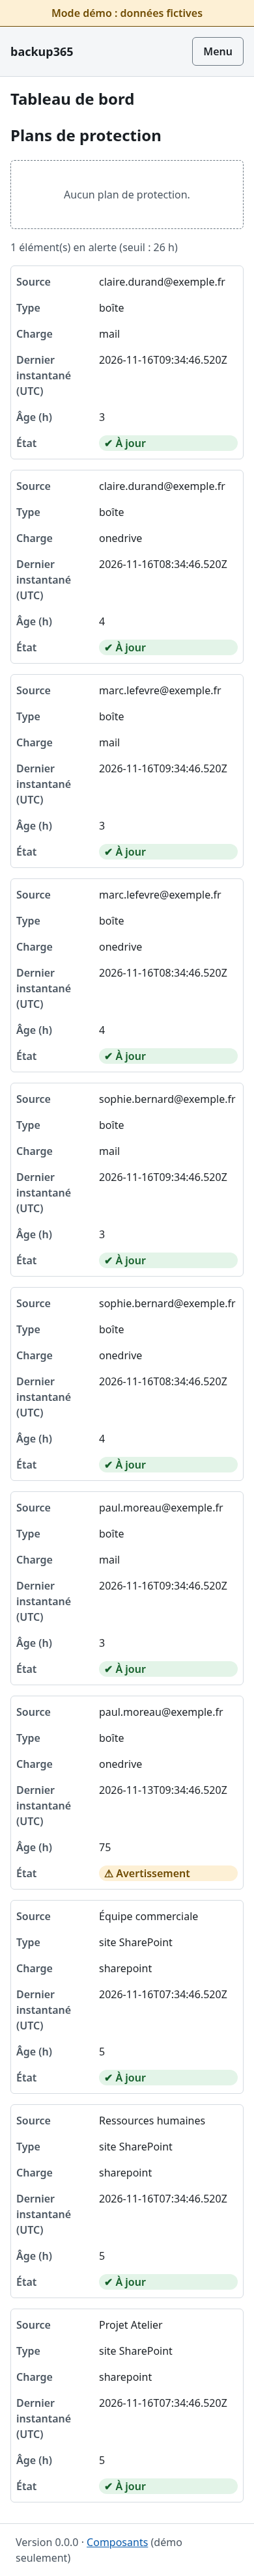 Mode démo : données fictives
backup365
Menu
Tableau de bord
Plans de protection
Aucun plan de protection.
1 élément(s) en alerte (seuil : 26 h)
Source claire.durand@exemple.fr
Type boîte
Charge mail
Dernier instantané (UTC) 2026-11-16T09:34:46.520Z
Âge (h) 3
État ✔ À jour
Source claire.durand@exemple.fr
Type boîte
Charge onedrive
Dernier instantané (UTC) 2026-11-16T08:34:46.520Z
Âge (h) 4
État ✔ À jour
Source marc.lefevre@exemple.fr
Type boîte
Charge mail
Dernier instantané (UTC) 2026-11-16T09:34:46.520Z
Âge (h) 3
État ✔ À jour
Source marc.lefevre@exemple.fr
Type boîte
Charge onedrive
Dernier instantané (UTC) 2026-11-16T08:34:46.520Z
Âge (h) 4
État ✔ À jour
Source sophie.bernard@exemple.fr
Type boîte
Charge mail
Dernier instantané (UTC) 2026-11-16T09:34:46.520Z
Âge (h) 3
État ✔ À jour
Source sophie.bernard@exemple.fr
Type boîte
Charge onedrive
Dernier instantané (UTC) 2026-11-16T08:34:46.520Z
Âge (h) 4
État ✔ À jour
Source paul.moreau@exemple.fr
Type boîte
Charge mail
Dernier instantané (UTC) 2026-11-16T09:34:46.520Z
Âge (h) 3
État ✔ À jour
Source paul.moreau@exemple.fr
Type boîte
Charge onedrive
Dernier instantané (UTC) 2026-11-13T09:34:46.520Z
Âge (h) 75
État ⚠ Avertissement
Source Équipe commerciale
Type site SharePoint
Charge sharepoint
Dernier instantané (UTC) 2026-11-16T07:34:46.520Z
Âge (h) 5
État ✔ À jour
Source Ressources humaines
Type site SharePoint
Charge sharepoint
Dernier instantané (UTC) 2026-11-16T07:34:46.520Z
Âge (h) 5
État ✔ À jour
Source Projet Atelier
Type site SharePoint
Charge sharepoint
Dernier instantané (UTC) 2026-11-16T07:34:46.520Z
Âge (h) 5
État ✔ À jour
Version 0.0.0 · Composants (démo
seulement)